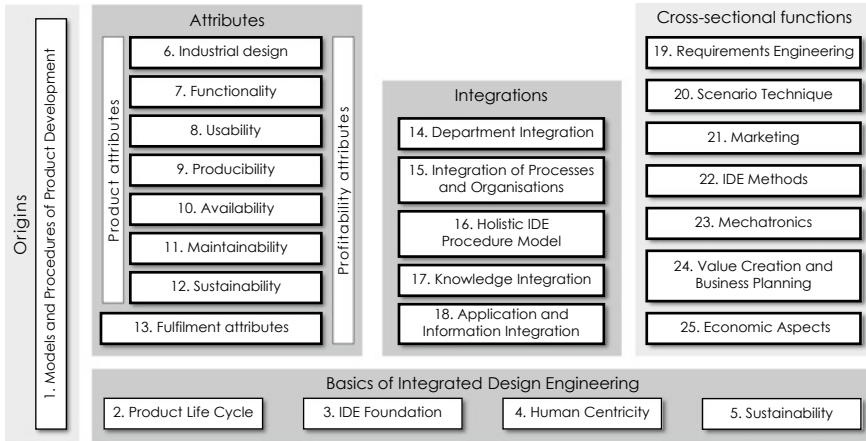 Origins
1. Models and Procedures of Product Development
Attributes
Product attributes
6. Industrial design
7. Functionality
8. Usability
9. Producibility
10. Availability
11. Maintainability
12. Sustainability
13. Fulfilment attributes
Profitability attributes
Integrations
14. Department Integration
15. Integration of Processes
and Organisations
16. Holistic IDE
Procedure Model
17. Knowledge Integration
18. Application and
Information Integration
Cross-sectional functions
19. Requirements Engineering
20. Scenario Technique
21. Marketing
22. IDE Methods
23. Mechatronics
24. Value Creation and
Business Planning
25. Economic Aspects
Basics of Integrated Design Engineering
2. Product Life Cycle
3. IDE Foundation
4. Human Centricity
5. Sustainability